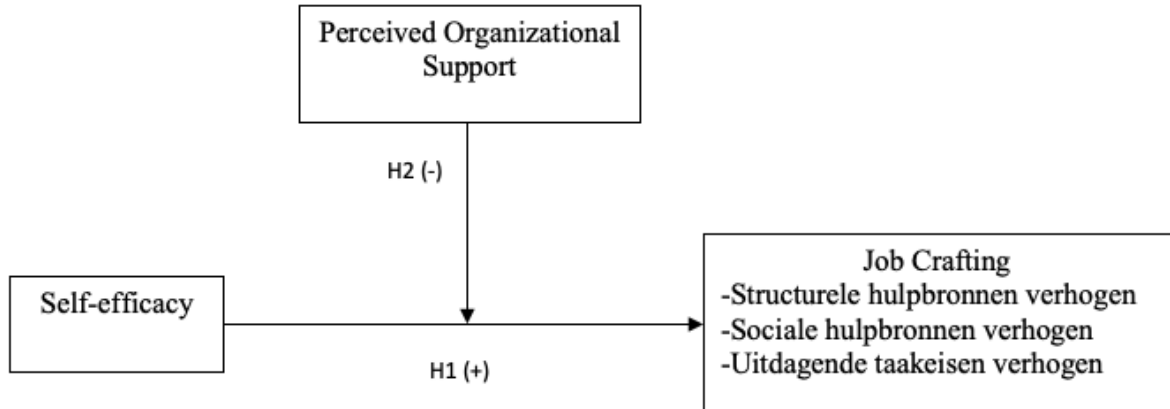 Perceived Organizational
Support
H2 (-)
Self-efficacy
H1 (+)
Job Crafting
-Structurele hulpbronnen verhogen
-Sociale hulpbronnen verhogen
-Uitdagende taakeisen verhogen